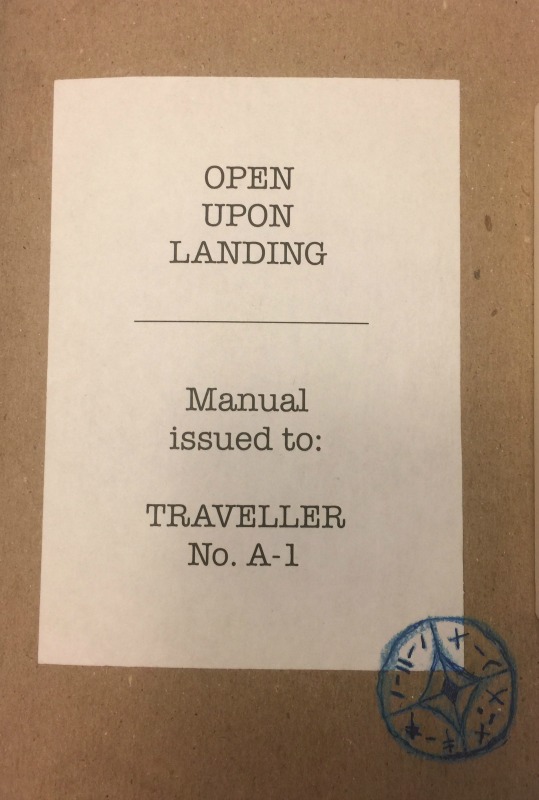 OPEN
UPON
LANDING
Manual
issued to:
TRAVELLER
No. A-1